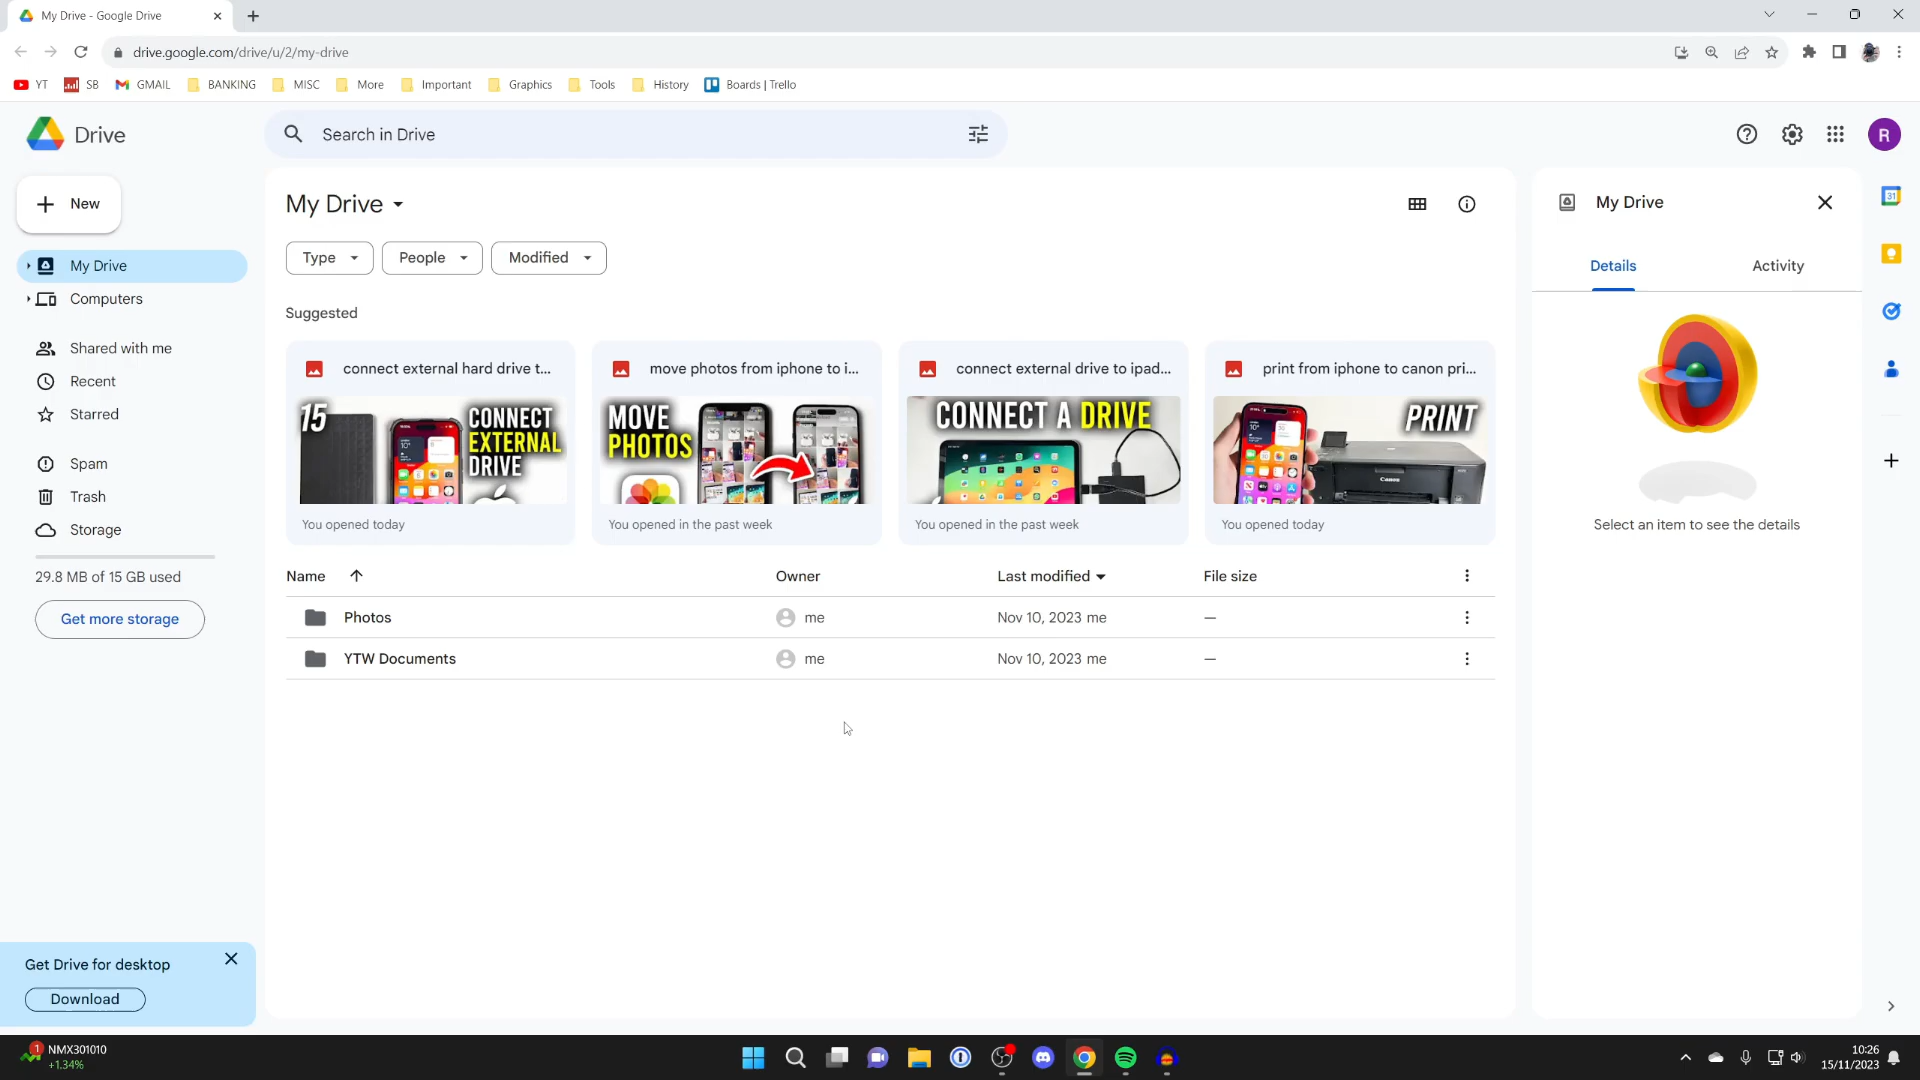 My Drive - Google Drive
drive.google.com/drive/u/2/my-drive
YT SB GMAIL BANKING MISC More Important Graphics Tools History Boards | Trello
Drive
Search in Drive
R
New
My Drive
Computers
Shared with me
Recent
Starred
Spam
Trash
Storage
29.8 MB of 15 GB used
Get more storage
Get Drive for desktop
Download
My Drive
Type People Modified
Suggested
connect external hard drive t...
15
CONNECT
EXTERNAL
DRIVE
You opened today
move photos from iphone to i...
MOVE
PHOTOS
You opened in the past week
connect external drive to ipad...
CONNECT A DRIVE
You opened in the past week
print from iphone to canon pri...
PRINT
Canon
You opened today
Name Owner Last modified File size
Photos me Nov 10, 2023 me —
YTW Documents me Nov 10, 2023 me —
My Drive
Details Activity
Select an item to see the details
31
1
NMX301010
+1.34%
10:26
15/11/2023